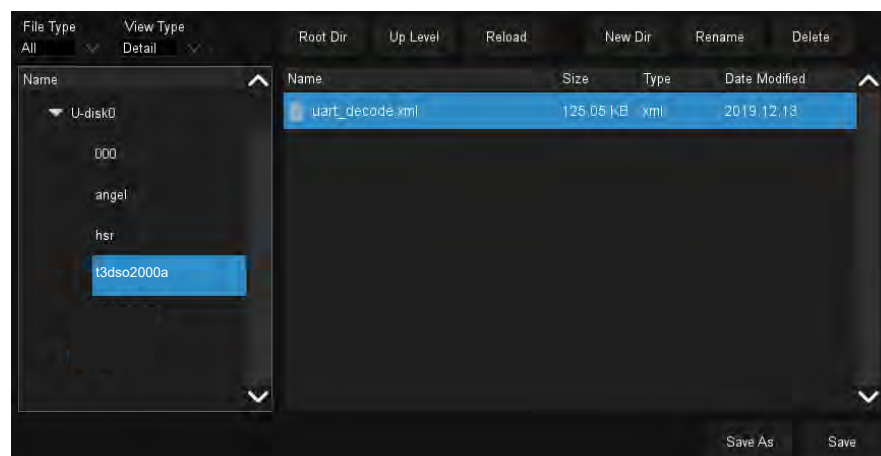 File Type View Type
All Detail
Root Dir Up Level Reload New Dir Rename Delete
Name
U-disk0
000
angel
hsr
t3dso2000a
Name Size Type Date Modified
uart_decode.xml 125.05 KB xml 2019.12.13
Save As Save